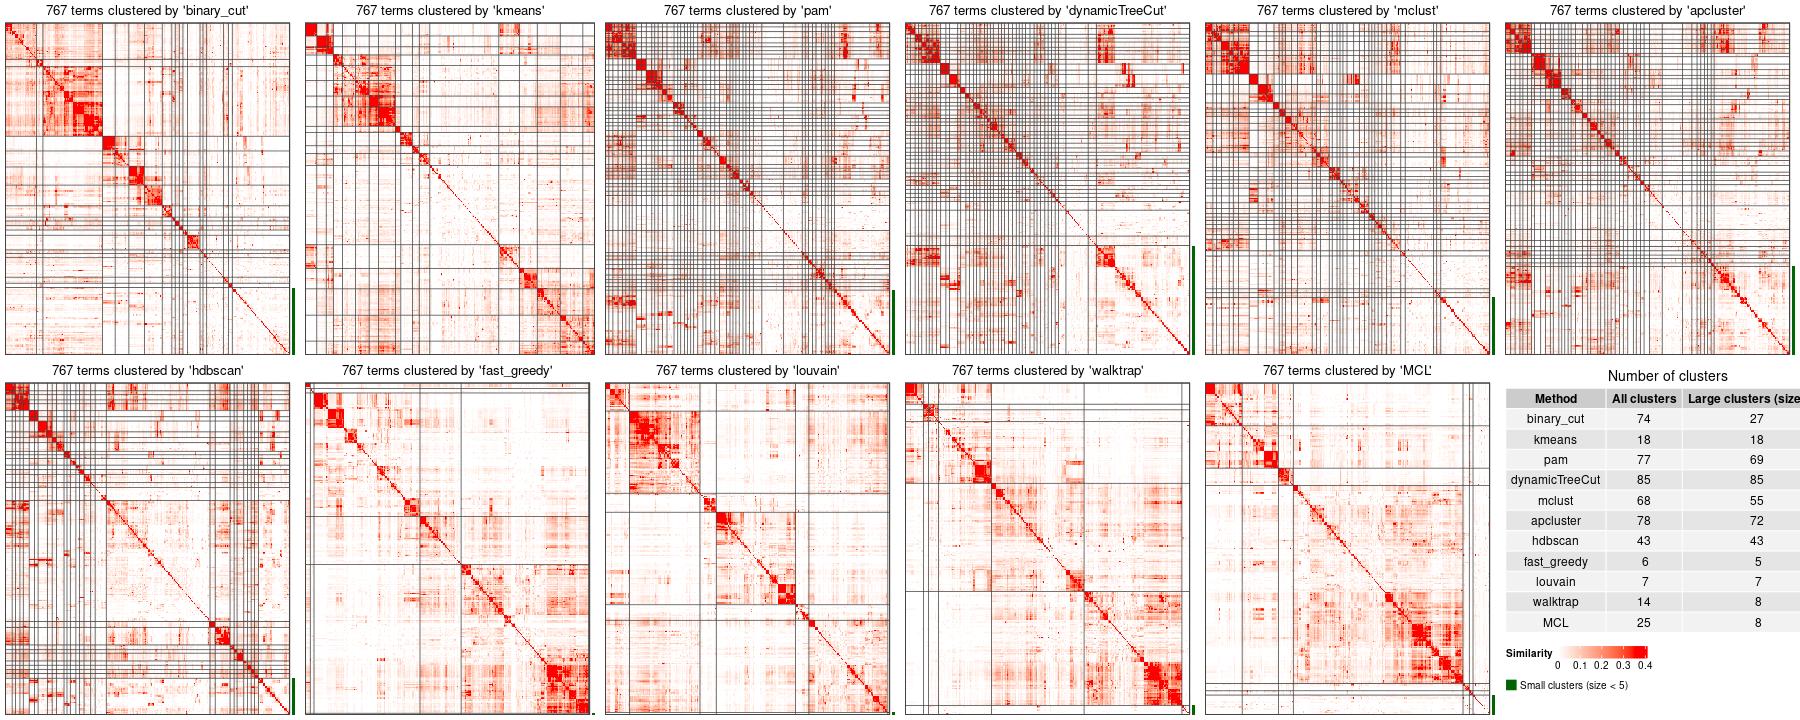 767 terms clustered by 'binary_cut'
767 terms clustered by 'kmeans'
767 terms clustered by 'pam'
767 terms clustered by 'dynamicTreeCut'
767 terms clustered by 'mclust'
767 terms clustered by 'apcluster'
767 terms clustered by 'hdbscan'
767 terms clustered by 'fast_greedy'
767 terms clustered by 'louvain'
767 terms clustered by 'walktrap'
767 terms clustered by 'MCL'
Number of clusters
Method All clusters Large clusters (size
binary_cut 74 27
kmeans 18 18
pam 77 69
dynamicTreeCut 85 85
mclust 68 55
apcluster 78 72
hdbscan 43 43
fast_greedy 6 5
louvain 7 7
walktrap 14 8
MCL 25 8
Similarity
0 0.1 0.2 0.3 0.4
Small clusters (size < 5)